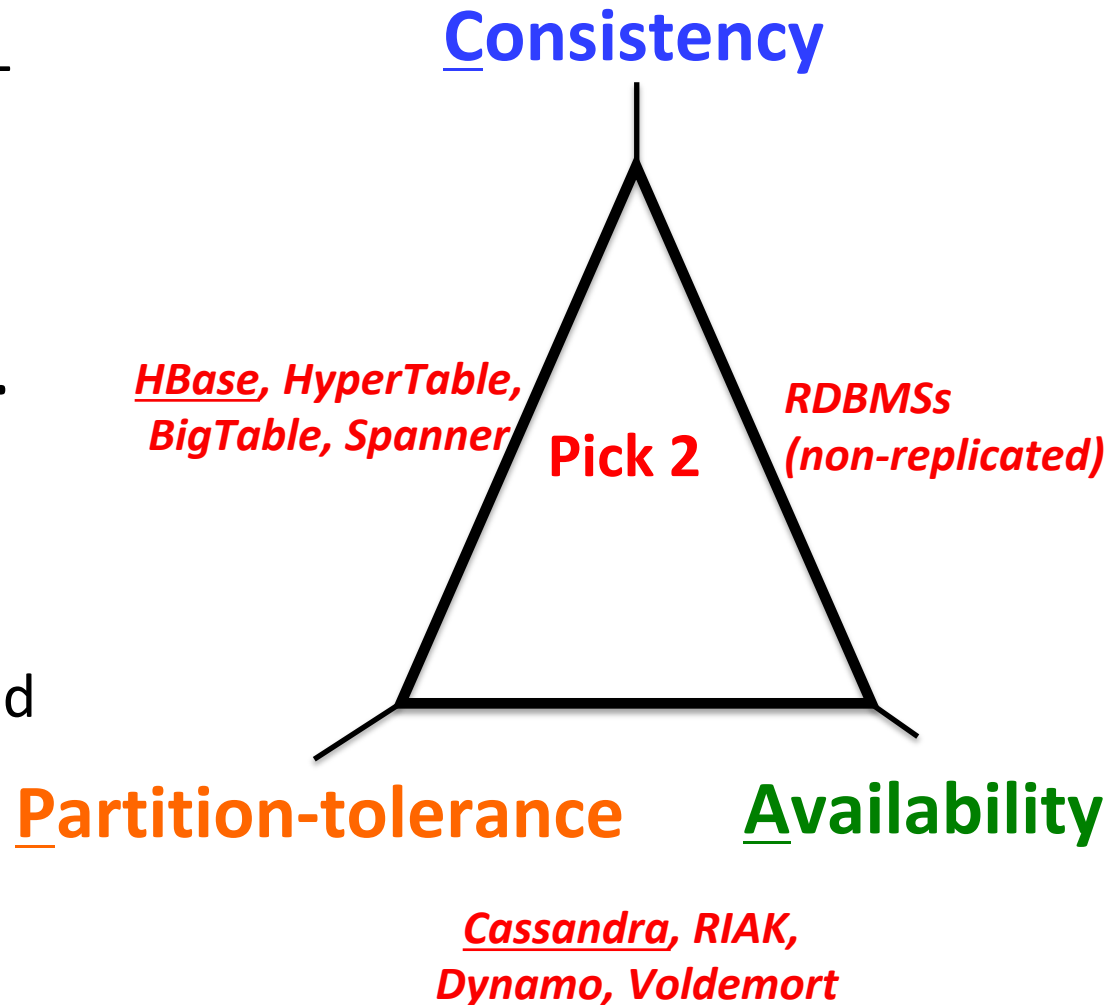 Consistency
HBase, HyperTable,
BigTable, Spanner
.
RDBMSs
(non-replicated)
Pick 2
d
Partition-tolerance
Availability
Cassandra, RIAK,
Dynamo, Voldemort